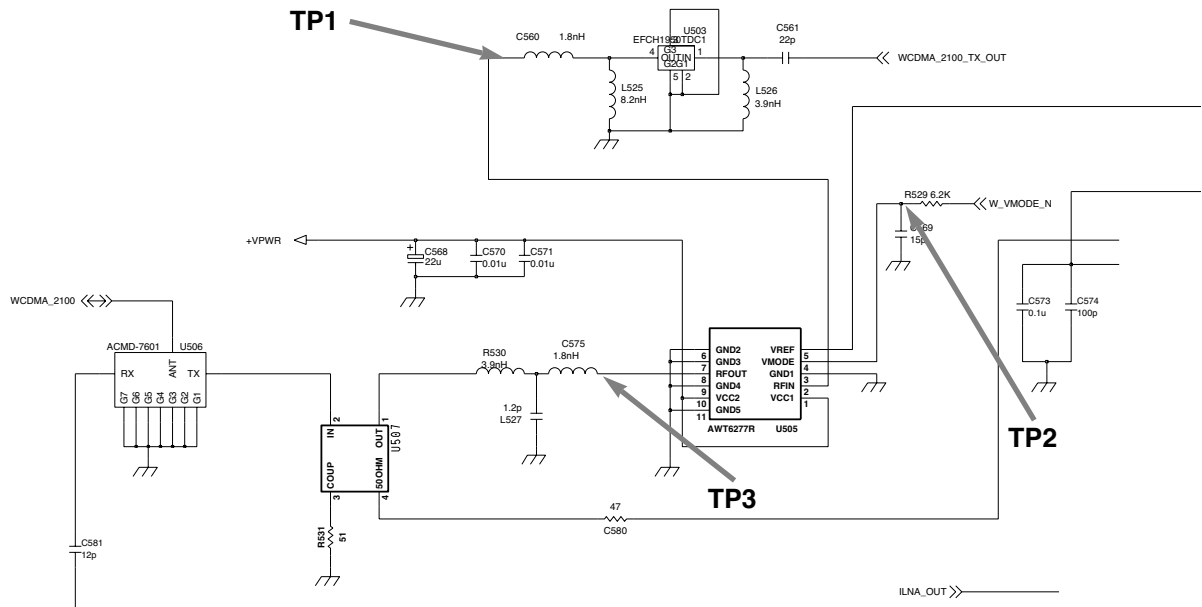 TP1
C560 1.8nH
U503
EFCH1950TDC1
C561
22p
4 OUT IN 1
G3 3
G2 G1
5 2
WCDMA_2100_TX_OUT
L525
8.2nH
L526
3.9nH
R529 6.2K
W_VMODE_N
15p
+VPWR
+
C568
22u
C570
0.01u
C571
0.01u
WCDMA_2100
C573
0.1u
C574
100p
ACMD-7601 U506
RX ANT TX
G7 G6 G5 G4 G3 G2 G1
R530
3.9nH
C575
1.8nH
1.2p
L527
GND2 VREF
6 5
GND3 VMODE
7 4
RFOUT GND1
8 3
GND4 RFIN
9 2
VCC2 VCC1
10 1
GND5
11
AWT6277R U505
TP2
TP3
2 1
IN OUT
U507
COUP 50OHM
3 4
R531
51
47
C580
C581
12p
ILNA_OUT